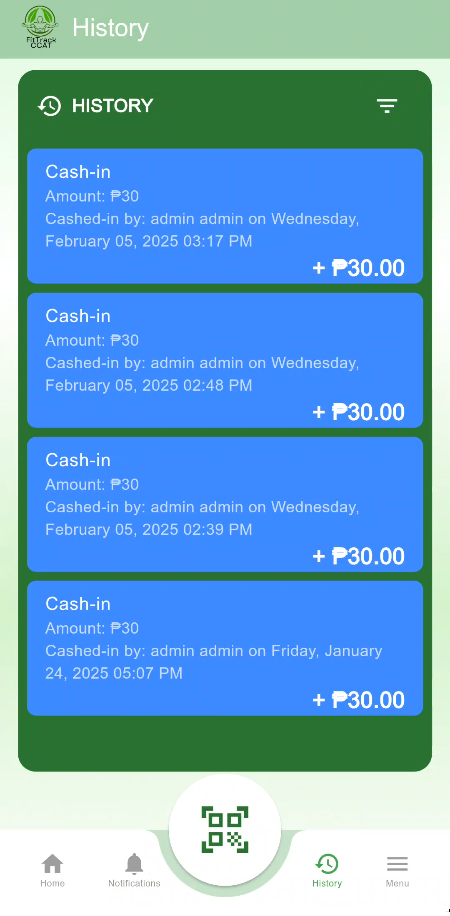 FitTrack
CCAT
History
HISTORY
Cash-in
Amount: ₱30
Cashed-in by: admin admin on Wednesday,
February 05, 2025 03:17 PM
+ ₱30.00
Cash-in
Amount: ₱30
Cashed-in by: admin admin on Wednesday,
February 05, 2025 02:48 PM
+ ₱30.00
Cash-in
Amount: ₱30
Cashed-in by: admin admin on Wednesday,
February 05, 2025 02:39 PM
+ ₱30.00
Cash-in
Amount: ₱30
Cashed-in by: admin admin on Friday, January
24, 2025 05:07 PM
+ ₱30.00
Home
Notifications
History
Menu